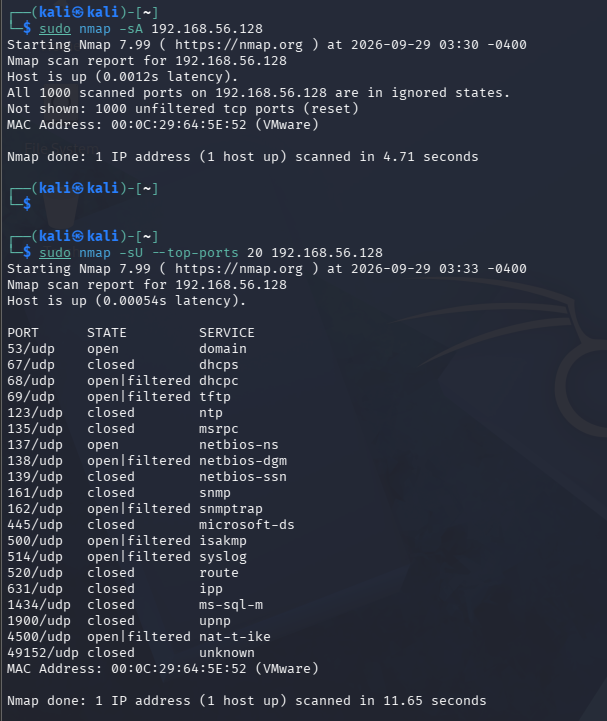 ┌──(kali㉿kali)-[~]
└─$ sudo nmap -sA 192.168.56.128
Starting Nmap 7.99 ( https://nmap.org ) at 2026-09-29 03:30 -0400
Nmap scan report for 192.168.56.128
Host is up (0.0012s latency).
All 1000 scanned ports on 192.168.56.128 are in ignored states.
Not shown: 1000 unfiltered tcp ports (reset)
MAC Address: 00:0C:29:64:5E:52 (VMware)

Nmap done: 1 IP address (1 host up) scanned in 4.71 seconds

┌──(kali㉿kali)-[~]
└─$

┌──(kali㉿kali)-[~]
└─$ sudo nmap -sU --top-ports 20 192.168.56.128
Starting Nmap 7.99 ( https://nmap.org ) at 2026-09-29 03:33 -0400
Nmap scan report for 192.168.56.128
Host is up (0.00054s latency).

PORT      STATE         SERVICE
53/udp    open          domain
67/udp    closed        dhcps
68/udp    open|filtered dhcpc
69/udp    open|filtered tftp
123/udp   closed        ntp
135/udp   closed        msrpc
137/udp   open          netbios-ns
138/udp   open|filtered netbios-dgm
139/udp   closed        netbios-ssn
161/udp   closed        snmp
162/udp   open|filtered snmptrap
445/udp   closed        microsoft-ds
500/udp   open|filtered isakmp
514/udp   open|filtered syslog
520/udp   closed        route
631/udp   closed        ipp
1434/udp  closed        ms-sql-m
1900/udp  closed        upnp
4500/udp  open|filtered nat-t-ike
49152/udp closed        unknown
MAC Address: 00:0C:29:64:5E:52 (VMware)

Nmap done: 1 IP address (1 host up) scanned in 11.65 seconds